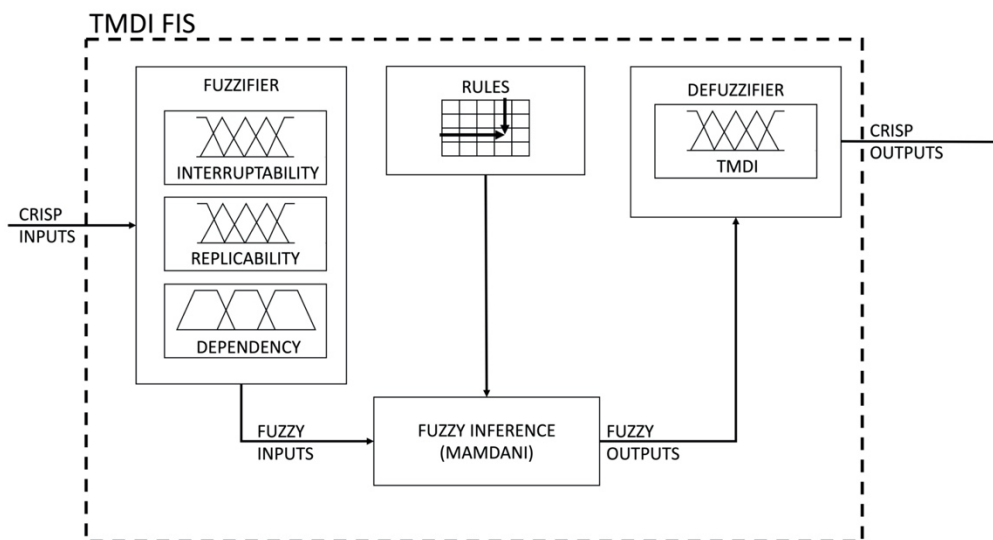 TMDI FIS
FUZZIFIER
INTERRUPTABILITY
REPLICABILITY
DEPENDENCY
RULES
DEFUZZIFIER
TMDI
CRISP
INPUTS
CRISP
OUTPUTS
FUZZY
INPUTS
FUZZY INFERENCE
(MAMDANI)
FUZZY
OUTPUTS